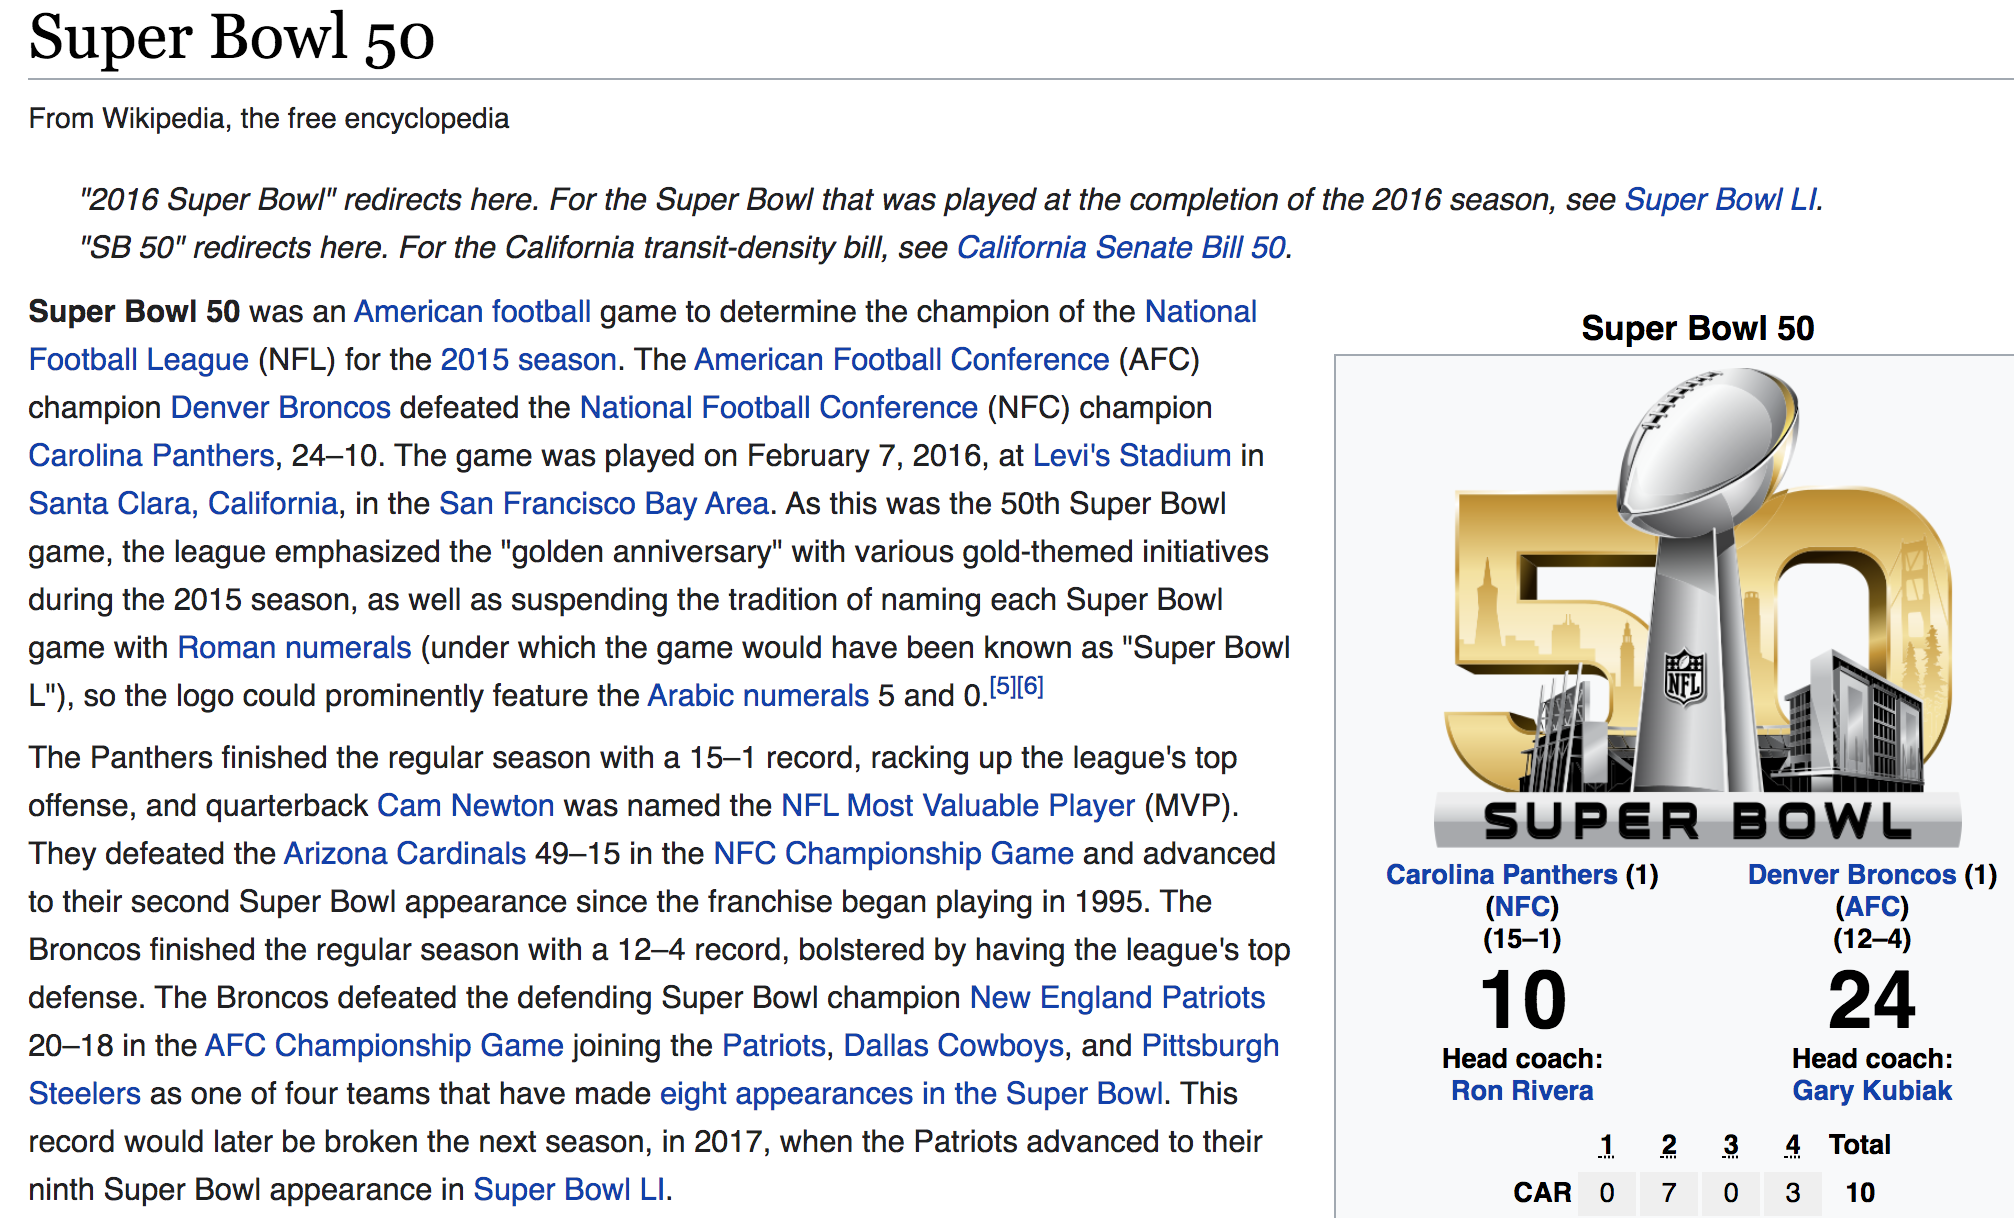 Super Bowl 50
From Wikipedia, the free encyclopedia
"2016 Super Bowl" redirects here. For the Super Bowl that was played at the completion of the 2016 season, see Super Bowl LI.
"SB 50" redirects here. For the California transit-density bill, see California Senate Bill 50.
Super Bowl 50 was an American football game to determine the champion of the National
Football League (NFL) for the 2015 season. The American Football Conference (AFC)
champion Denver Broncos defeated the National Football Conference (NFC) champion
Carolina Panthers, 24–10. The game was played on February 7, 2016, at Levi's Stadium in
Santa Clara, California, in the San Francisco Bay Area. As this was the 50th Super Bowl
game, the league emphasized the "golden anniversary" with various gold-themed initiatives
during the 2015 season, as well as suspending the tradition of naming each Super Bowl
game with Roman numerals (under which the game would have been known as "Super Bowl
L"), so the logo could prominently feature the Arabic numerals 5 and 0.[5][6]
The Panthers finished the regular season with a 15–1 record, racking up the league's top
offense, and quarterback Cam Newton was named the NFL Most Valuable Player (MVP).
They defeated the Arizona Cardinals 49–15 in the NFC Championship Game and advanced
to their second Super Bowl appearance since the franchise began playing in 1995. The
Broncos finished the regular season with a 12–4 record, bolstered by having the league's top
defense. The Broncos defeated the defending Super Bowl champion New England Patriots
20–18 in the AFC Championship Game joining the Patriots, Dallas Cowboys, and Pittsburgh
Steelers as one of four teams that have made eight appearances in the Super Bowl. This
record would later be broken the next season, in 2017, when the Patriots advanced to their
ninth Super Bowl appearance in Super Bowl LI.
Super Bowl 50
50
NFL
SUPER BOWL
Carolina Panthers (1) Denver Broncos (1)
(NFC) (AFC)
(15–1) (12–4)
10 24
Head coach: Head coach:
Ron Rivera Gary Kubiak
1 2 3 4 Total
CAR 0 7 0 3 10